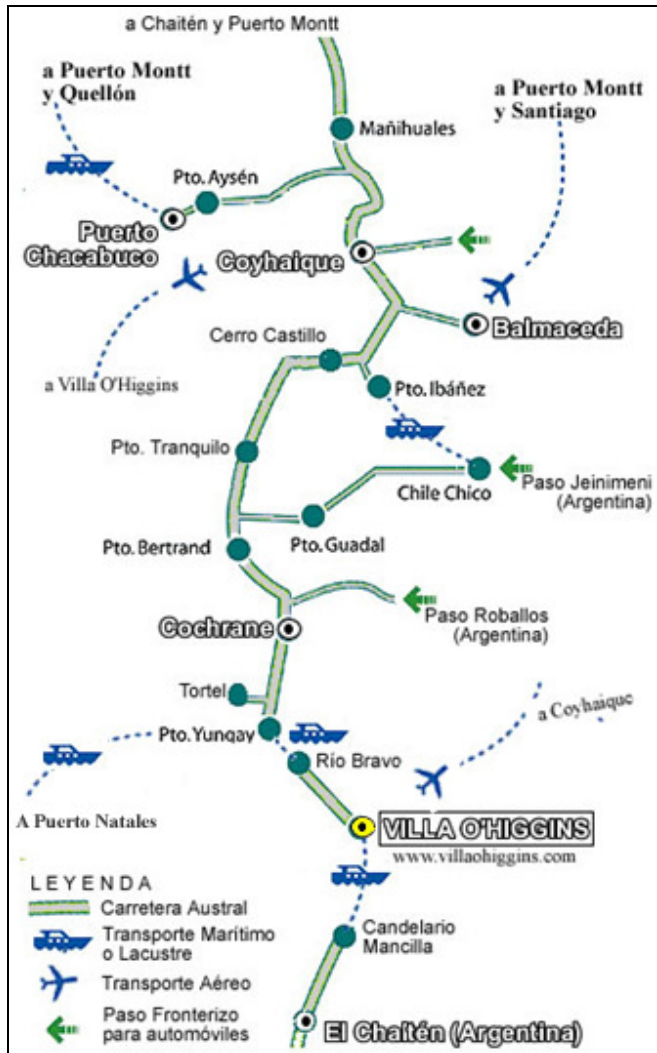 a Chaitén y Puerto Montt
a Puerto Montt
y Quellón
a Puerto Montt
y Santiago
Mañihuales
Pto. Aysén
Puerto
Chacabuco
Coyhaique
Balmaceda
Cerro Castillo
a Villa O'Higgins
Pto. Ibáñez
Pto. Tranquilo
Chile Chico
Paso Jeinimeni
(Argentina)
Pto. Guadal
Pto. Bertrand
Paso Roballos
(Argentina)
Cochrane
Tortel
a Coyhaique
Pto. Yungay
Río Bravo
A Puerto Natales
VILLA O'HIGGINS
www.villaohiggins.com
LEYENDA
Carretera Austral
Transporte Marítimo
o Lacustre
Transporte Aéreo
Paso Fronterizo
para automóviles
Candelario
Mancilla
El Chaitén (Argentina)